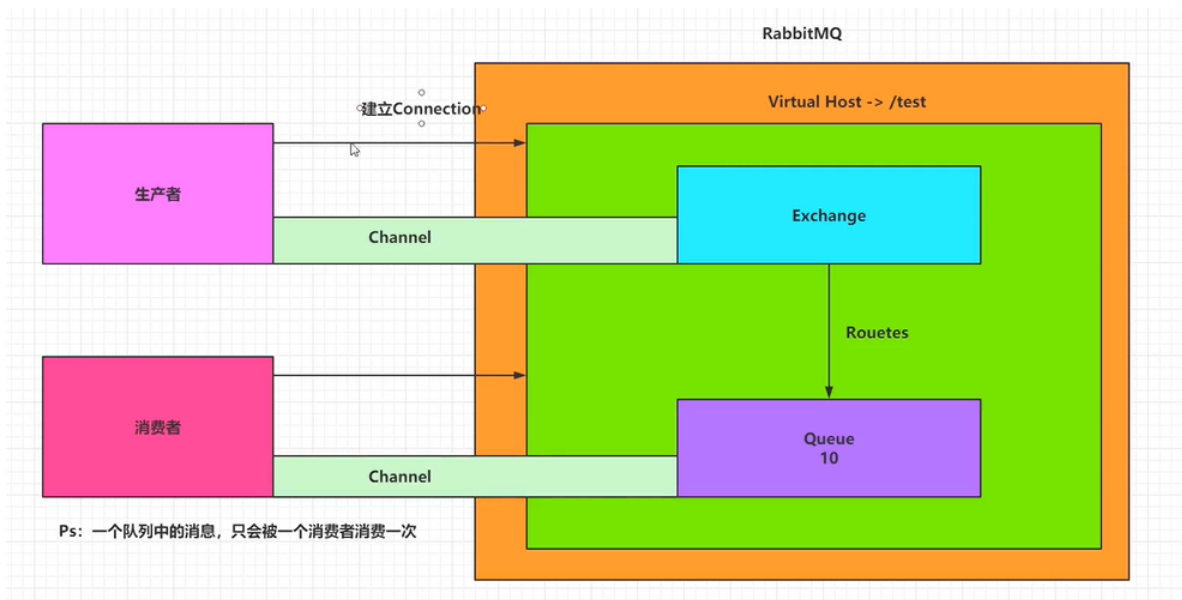 RabbitMQ
建立Connection
Virtual Host -> /test
生产者
Exchange
Channel
Rouetes
消费者
Queue
10
Channel
Ps：一个队列中的消息，只会被一个消费者消费一次